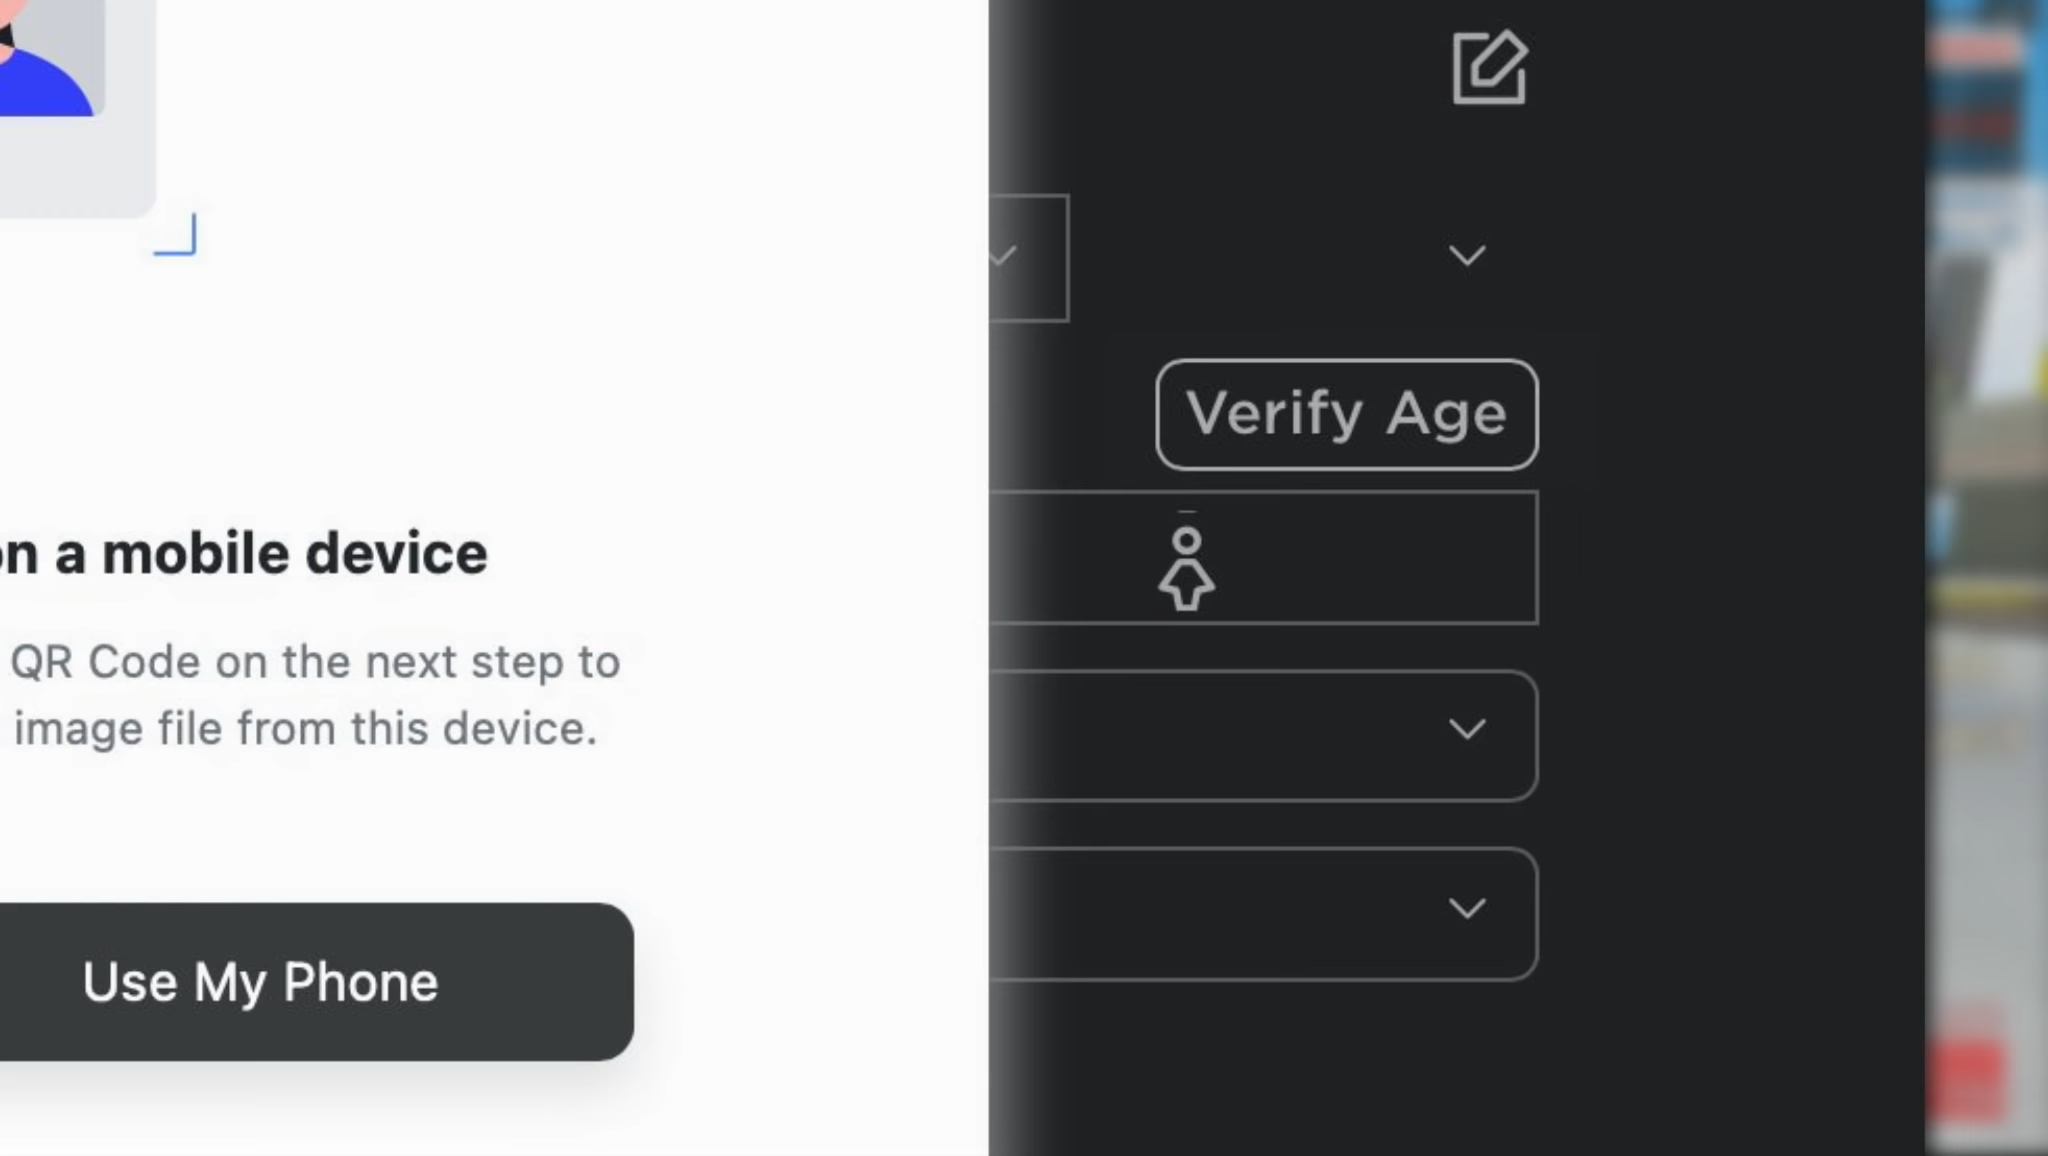 on a mobile device
QR Code on the next step to
image file from this device.
Use My Phone
Verify Age